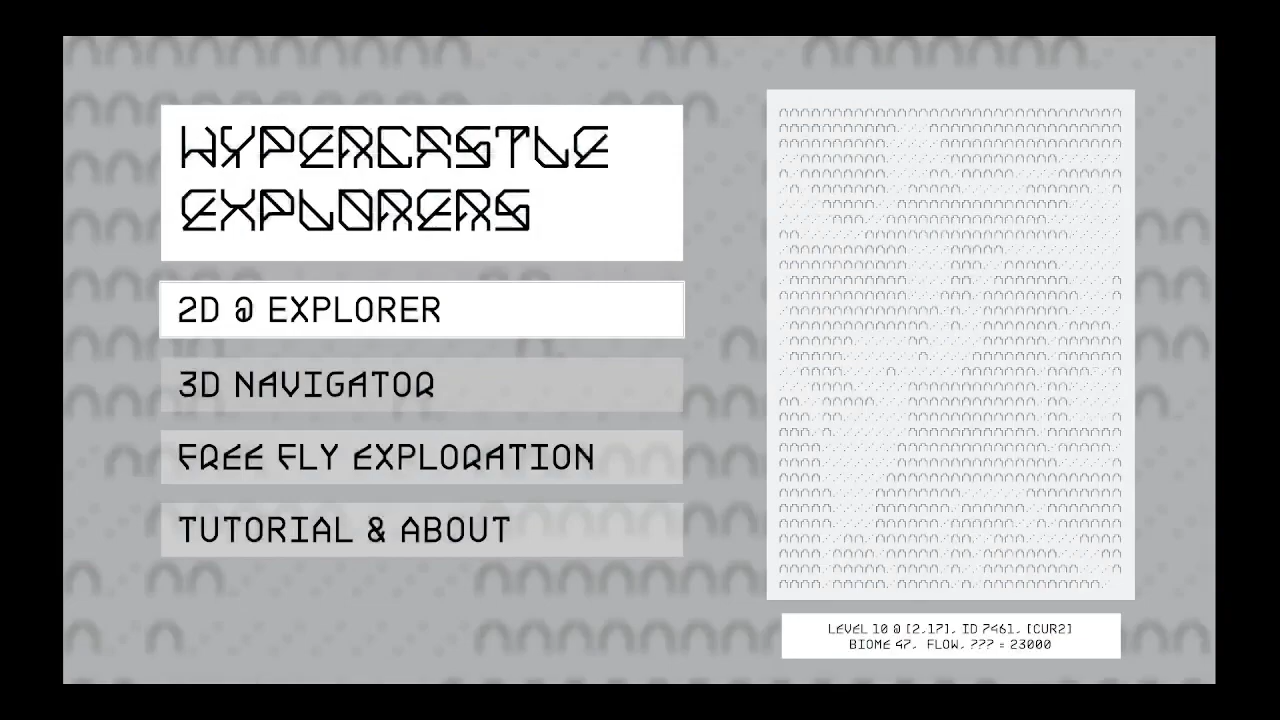 HYPERCASTLE
EXPLORERS
2D @ EXPLORER
3D NAVIGATOR
FREE FLY EXPLORATION
TUTORIAL & ABOUT
LEVEL 10 @ [2,17], ID 7461, [CUR2]
BIOME 47, FLOW, ??? = 23000